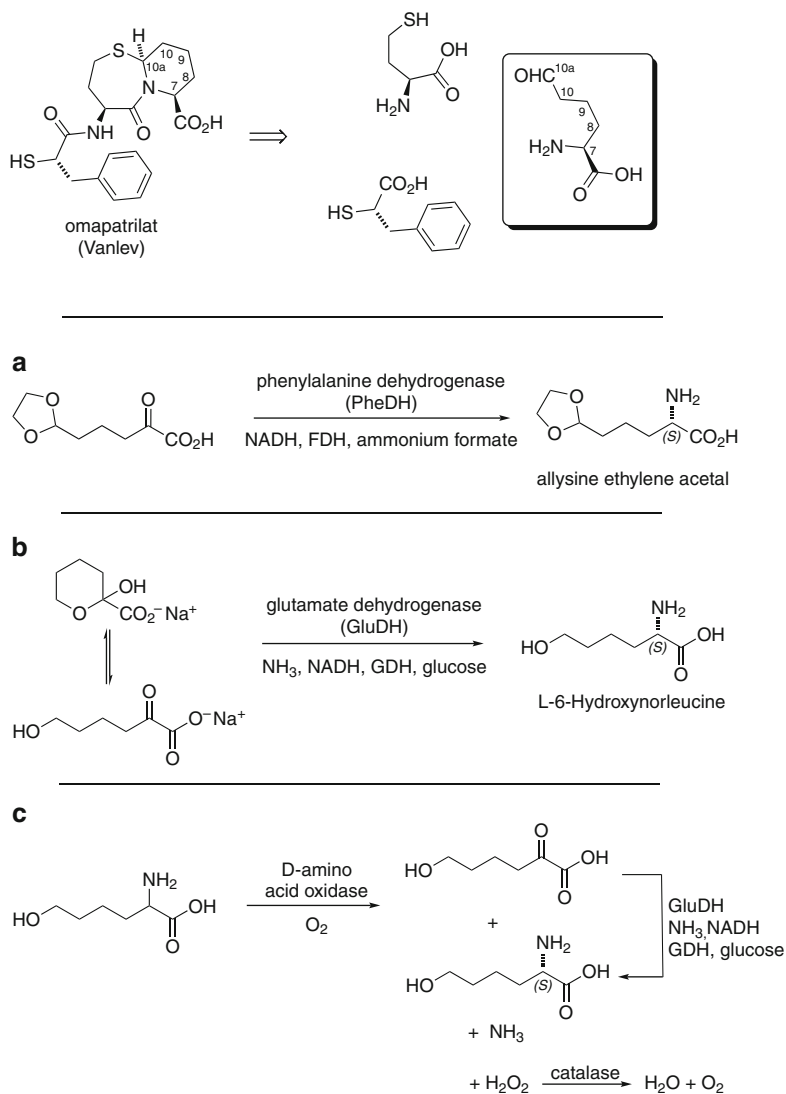 H
S
10
9
10a
8
N
7
O
NH
O
CO₂H
HS
omapatrilat
(Vanlev)
SH
OH
H₂N
O
CO₂H
HS
OHC
10a
10
9
8
H₂N
7
OH
O
a
O
O
O
CO₂H
phenylalanine dehydrogenase
(PheDH)
NADH, FDH, ammonium formate
O
O
NH₂
(S)
CO₂H
allysine ethylene acetal
b
OH
O
CO₂⁻Na⁺
O
HO
O⁻Na⁺
O
glutamate dehydrogenase
(GluDH)
NH₃, NADH, GDH, glucose
NH₂
HO
OH
(S)
O
L-6-Hydroxynorleucine
c
NH₂
HO
OH
O
D-amino
acid oxidase
O₂
O
HO
OH
O
+
NH₂
HO
OH
(S)
O
GluDH
NH₃,NADH
GDH, glucose
+ NH₃
+ H₂O₂ catalase H₂O + O₂